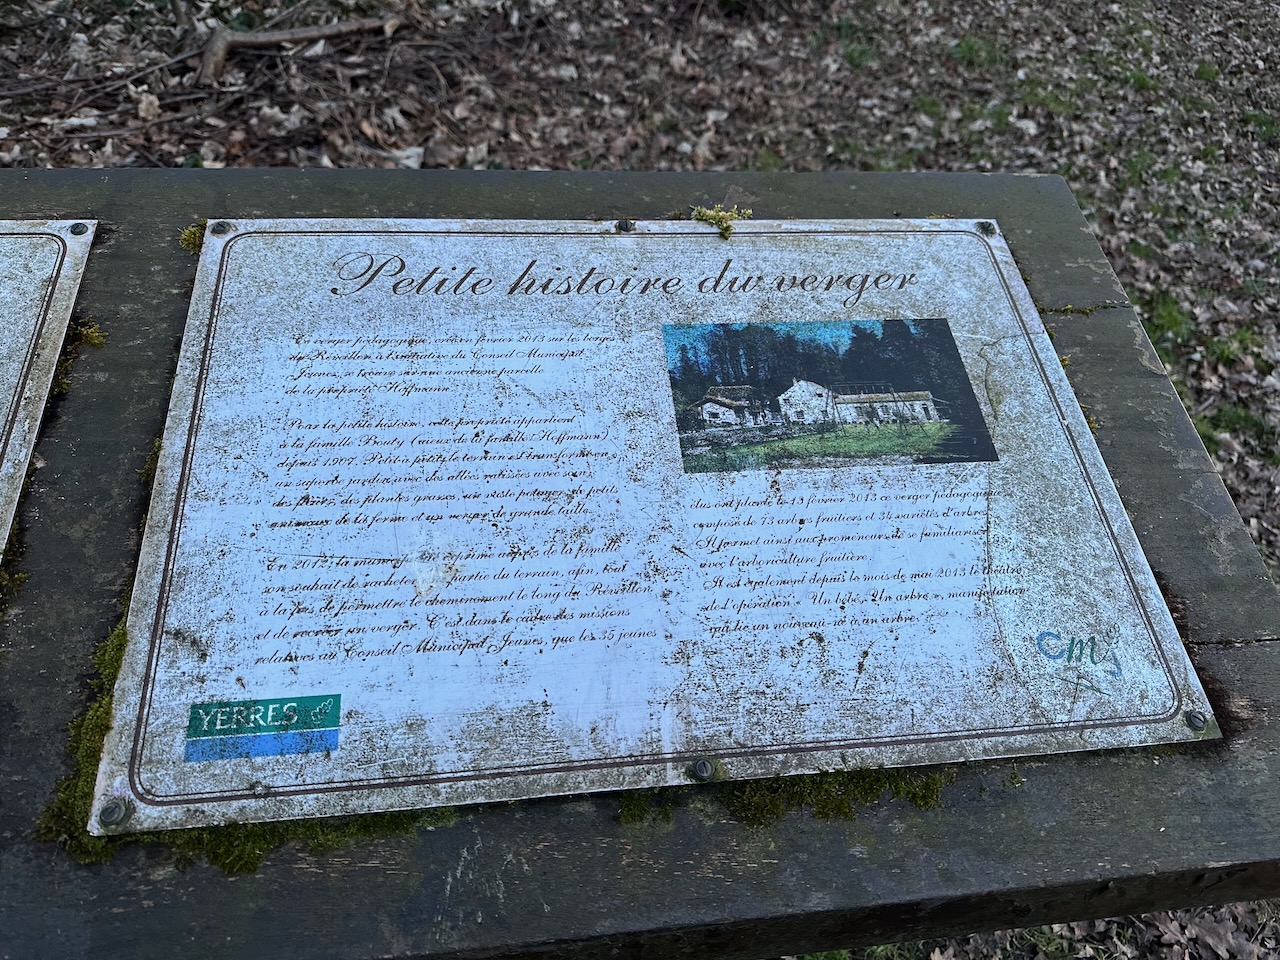 Petite histoire du verger
Ce verger pédagogique, créé en février 2013 sur les berges
du Réveillon à l'initiative du Conseil Municipal
Jeunes, se trouve sur une ancienne parcelle
de la propriété Hoffmann.
Pour la petite histoire, cette propriété appartient
à la famille Bouty (aïeux de la famille Hoffmann)
depuis 1907. Petit à petit, le terrain est transformé en
un superbe jardin, avec des allées ratissées avec soin,
des fleurs, des plantes grasses, un vaste potager, de petits
animaux de la ferme et un verger de grande taille.
En 2012, la municipalité exprime auprès de la famille
son souhait de racheter partie du terrain, afin, tout
à la fois de permettre le cheminement le long du Réveillon
et de recréer un verger. C'est dans le cadre des missions
relatives au Conseil Municipal Jeunes, que les 35 jeunes
élus ont planté le 13 février 2013 ce verger pédagogique
composé de 73 arbres fruitiers et 34 variétés d'arbres.
Il permet ainsi aux promeneurs de se familiariser
avec l'arboriculture fruitière.
Il est également depuis le mois de mai 2013 le théâtre
de l'opération « Un bébé, Un arbre », manifestation
qui lie un nouveau-né à un arbre.
cmj
YERRES